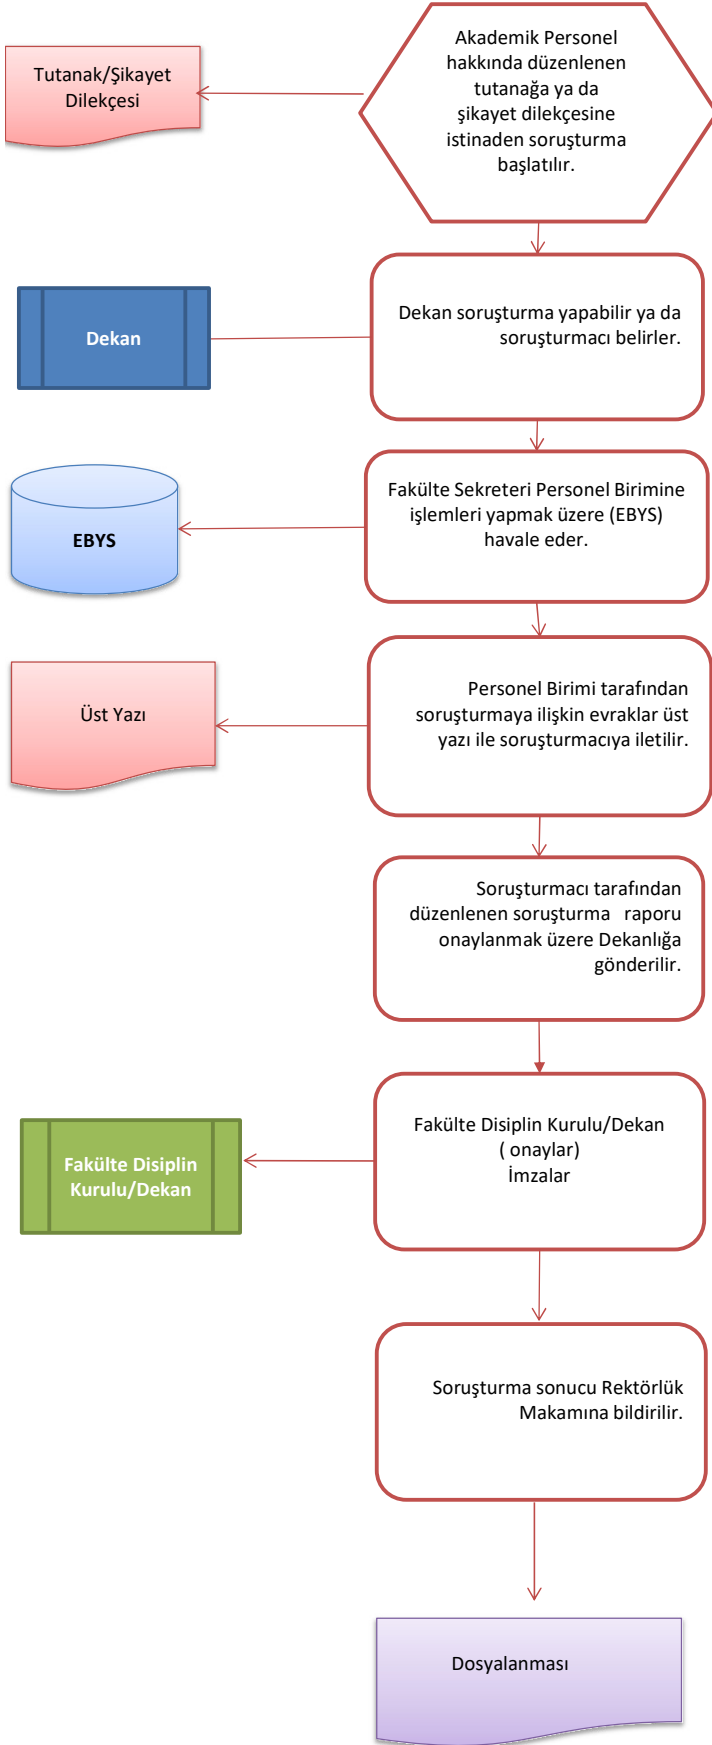 Akademik Personel
hakkında düzenlenen
tutanağa ya da
şikayet dilekçesine
istinaden soruşturma
başlatılır.
Tutanak/Şikayet
Dilekçesi
Dekan soruşturma yapabilir ya da
soruşturmacı belirler.
Dekan
Fakülte Sekreteri Personel Birimine
işlemleri yapmak üzere (EBYS)
havale eder.
EBYS
Personel Birimi tarafından
soruşturmaya ilişkin evraklar üst
yazı ile soruşturmacıya iletilir.
Üst Yazı
Soruşturmacı tarafından
düzenlenen soruşturma raporu
onaylanmak üzere Dekanlığa
gönderilir.
Fakülte Disiplin Kurulu/Dekan
( onaylar)
İmzalar
Fakülte Disiplin
Kurulu/Dekan
Soruşturma sonucu Rektörlük
Makamına bildirilir.
Dosyalanması